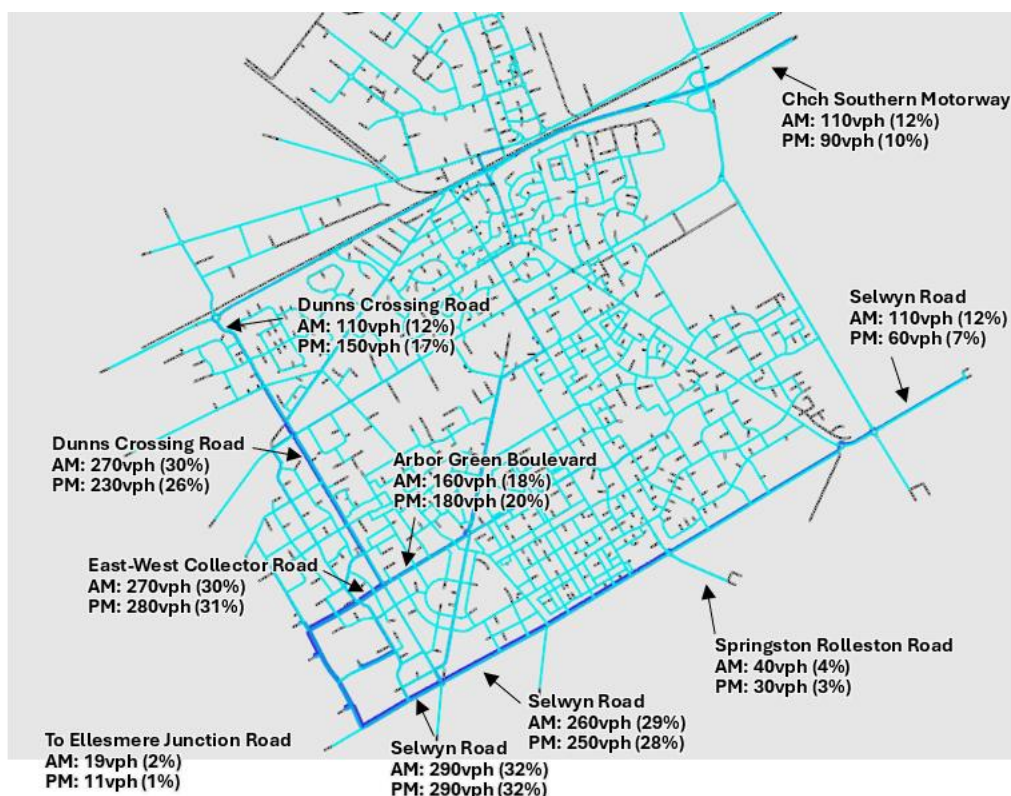 Chch Southern Motorway
AM: 110vph (12%)
PM: 90vph (10%)
Dunns Crossing Road
AM: 110vph (12%)
PM: 150vph (17%)
Selwyn Road
AM: 110vph (12%)
PM: 60vph (7%)
Dunns Crossing Road
AM: 270vph (30%)
PM: 230vph (26%)
Arbor Green Boulevard
AM: 160vph (18%)
PM: 180vph (20%)
East-West Collector Road
AM: 270vph (30%)
PM: 280vph (31%)
Springston Rolleston Road
AM: 40vph (4%)
PM: 30vph (3%)
Selwyn Road
AM: 260vph (29%)
PM: 250vph (28%)
To Ellesmere Junction Road
AM: 19vph (2%)
PM: 11vph (1%)
Selwyn Road
AM: 290vph (32%)
PM: 290vph (32%)